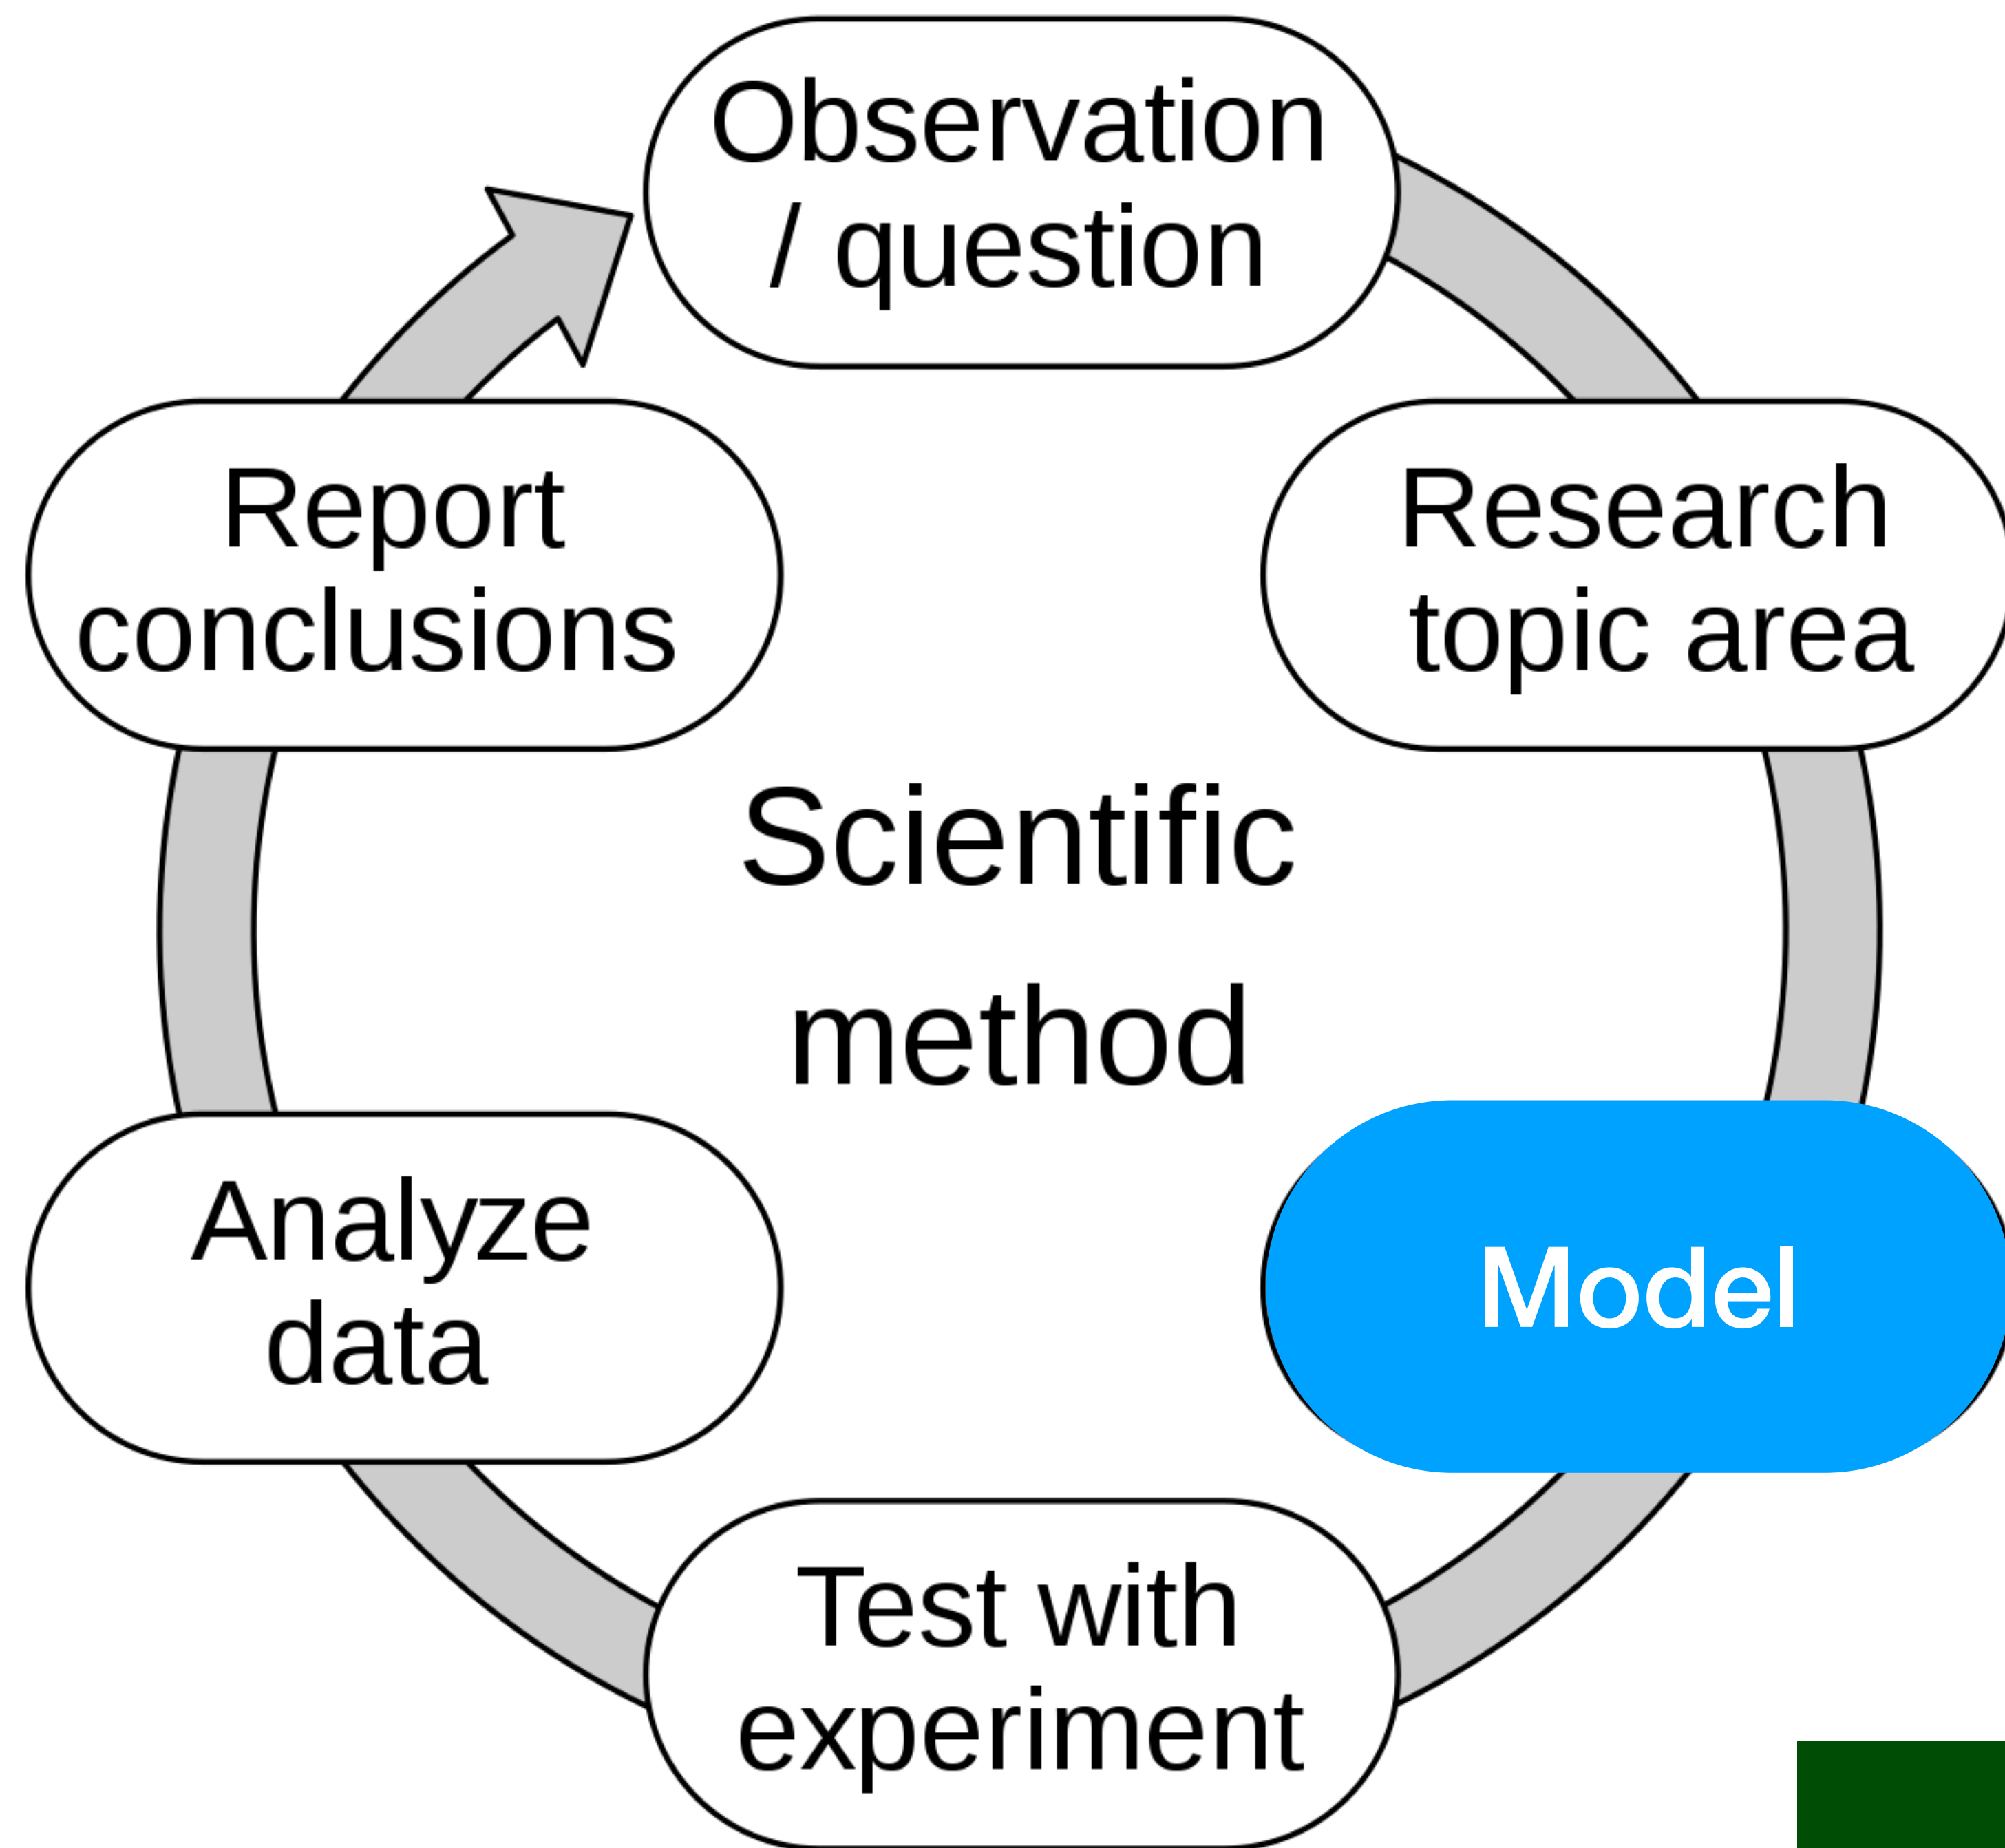 Observation
/ question
Research
topic area
Model
Test with
experiment
Analyze
data
Report
conclusions
Scientific
method